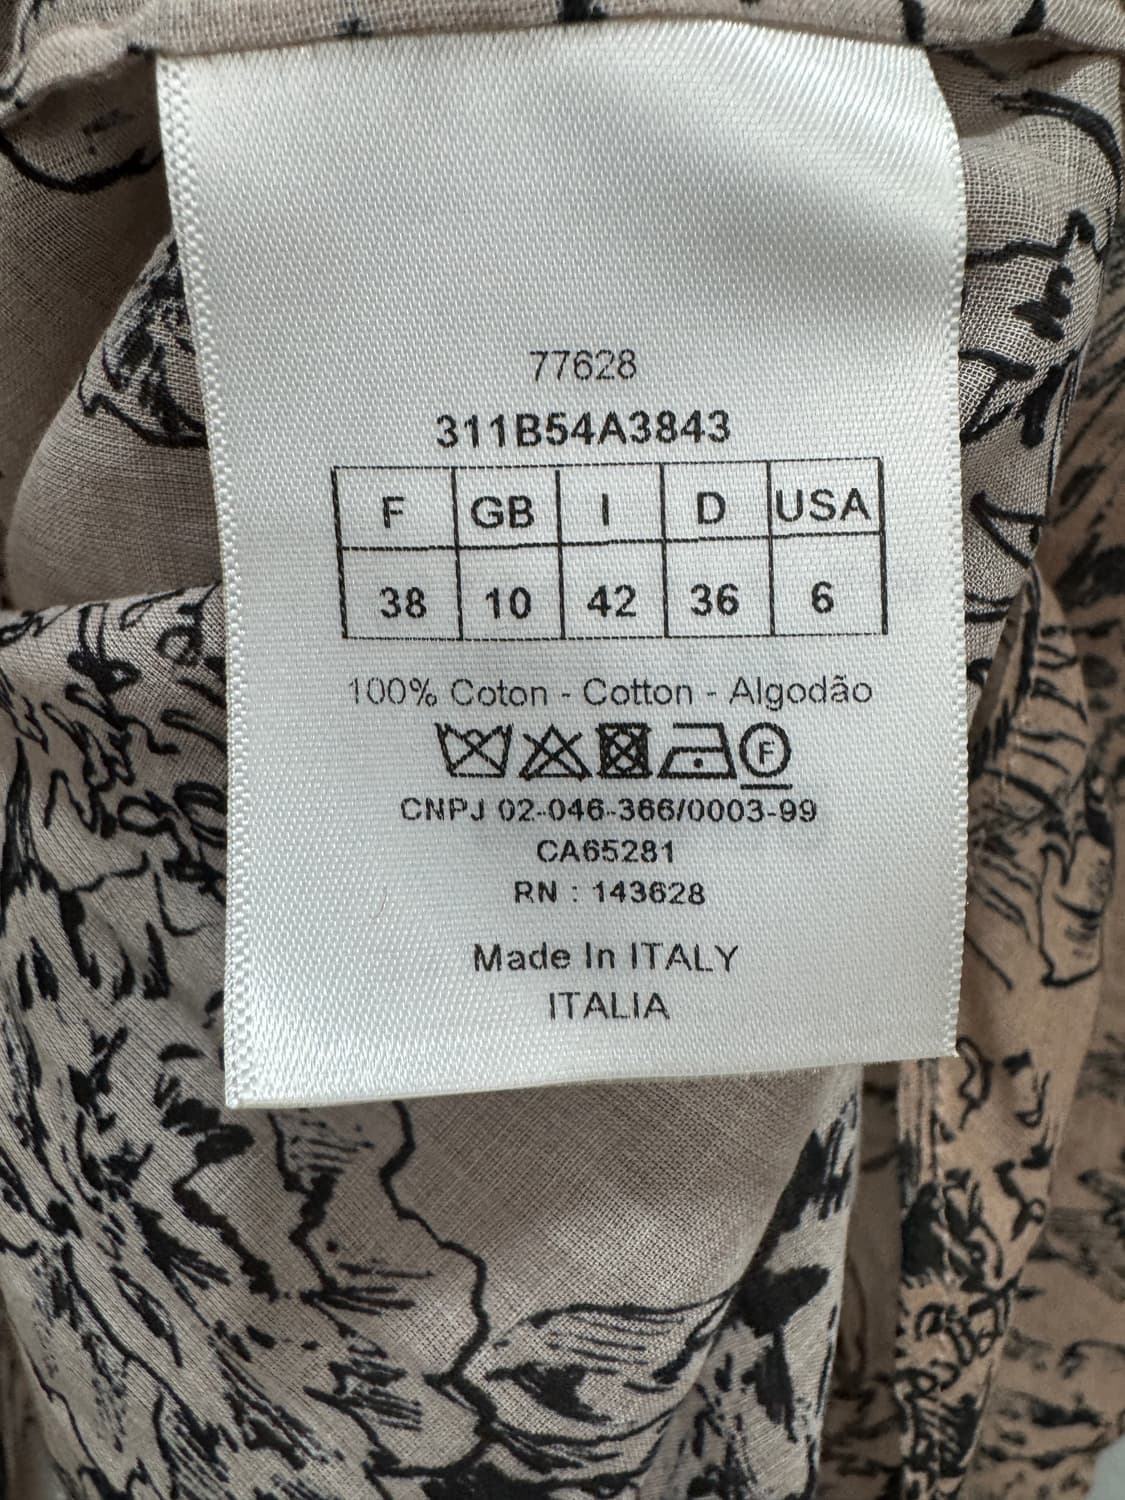 77628
311B54A3843
F GB I D USA
38 10 42 36 6
100% Coton - Cotton - Algodão
F
CNPJ 02-046-366/0003-99
CA65281
RN : 143628
Made In ITALY
ITALIA